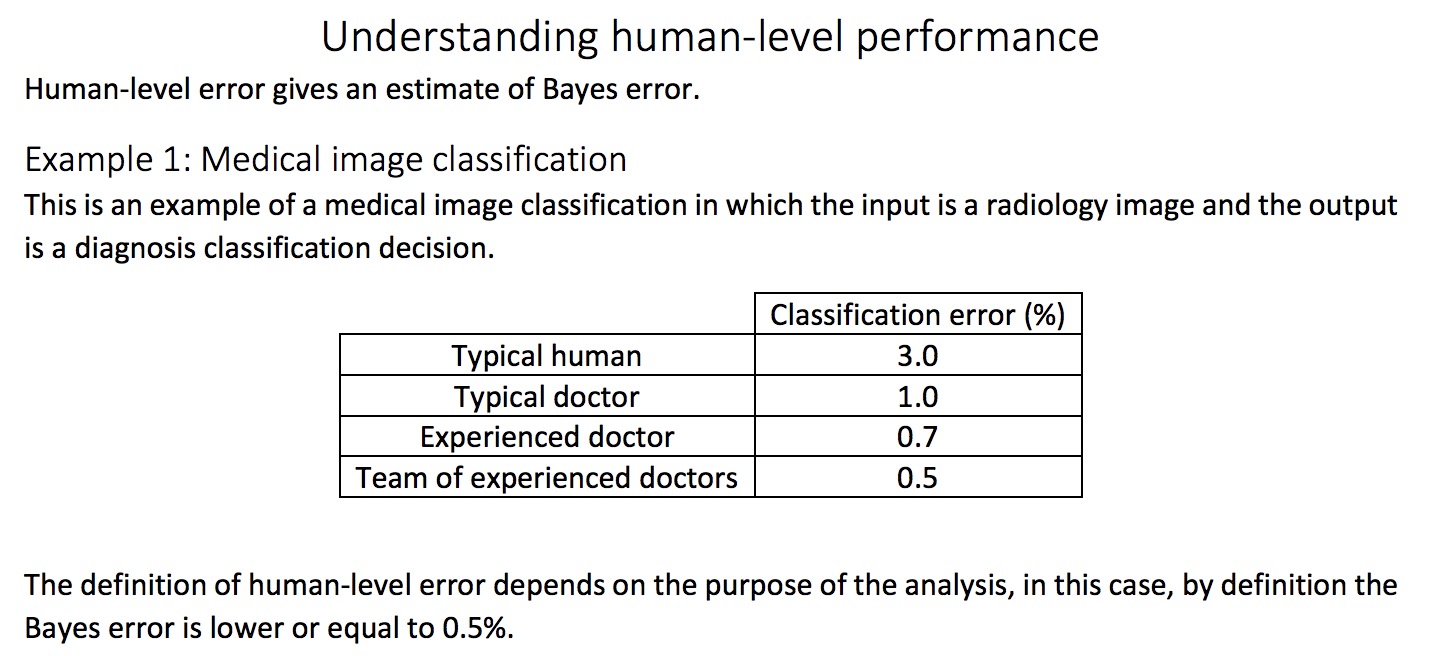 Understanding human-level performance
Human-level error gives an estimate of Bayes error.
Example 1: Medical image classification
This is an example of a medical image classification in which the input is a radiology image and the output
is a diagnosis classification decision.
Classification error (%)
Typical human 3.0
Typical doctor 1.0
Experienced doctor 0.7
Team of experienced doctors 0.5
The definition of human-level error depends on the purpose of the analysis, in this case, by definition the
Bayes error is lower or equal to 0.5%.